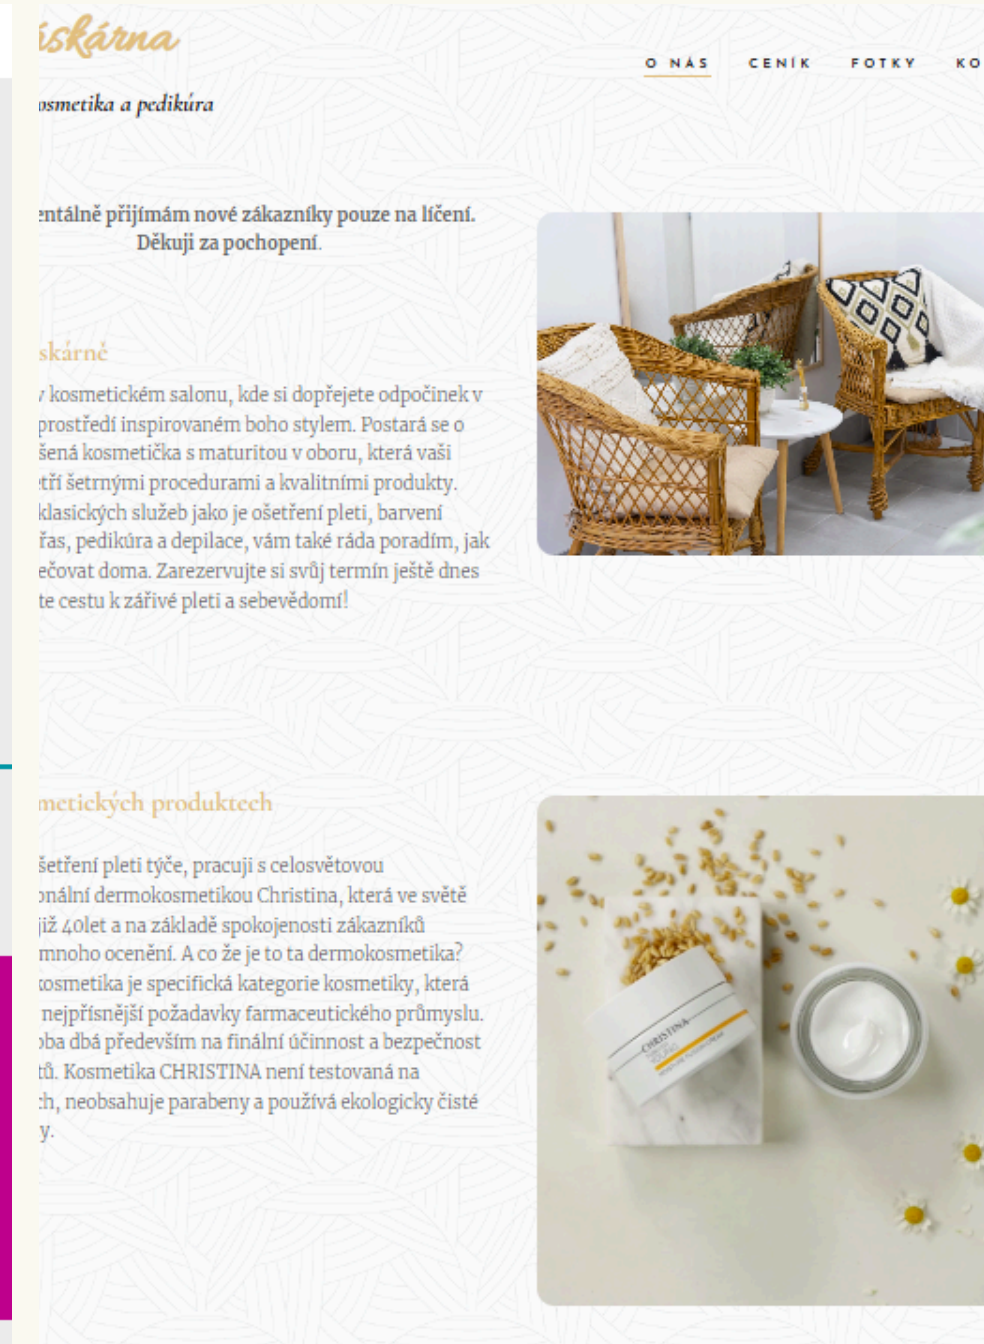 áskárna
osmetika a pedikúra
O NÁS CENÍK FOTKY KO
entálně přijímám nové zákazníky pouze na líčení.
Děkuji za pochopení.
skárně
v kosmetickém salonu, kde si dopřejete odpočinek v
prostředí inspirovaném boho stylem. Postará se o
šená kosmetička s maturitou v oboru, která vaši
etří šetrnými procedurami a kvalitními produkty.
klasických služeb jako je ošetření pleti, barvení
řas, pedikúra a depilace, vám také ráda poradím, jak
ečovat doma. Zarezervujte si svůj termín ještě dnes
te cestu k zářivé pleti a sebevědomí!
metických produktech
šetření pleti týče, pracuji s celosvětovou
onální dermokosmetikou Christina, která ve světě
již 40let a na základě spokojenosti zákazníků
mnoho ocenění. A co že je to ta dermokosmetika?
kosmetika je specifická kategorie kosmetiky, která
nejpřísnější požadavky farmaceutického průmyslu.
oba dbá především na finální účinnost a bezpečnost
tů. Kosmetika CHRISTINA není testovaná na
ch, neobsahuje parabeny a používá ekologicky čisté
y.
CHRISTINA
YOUNG